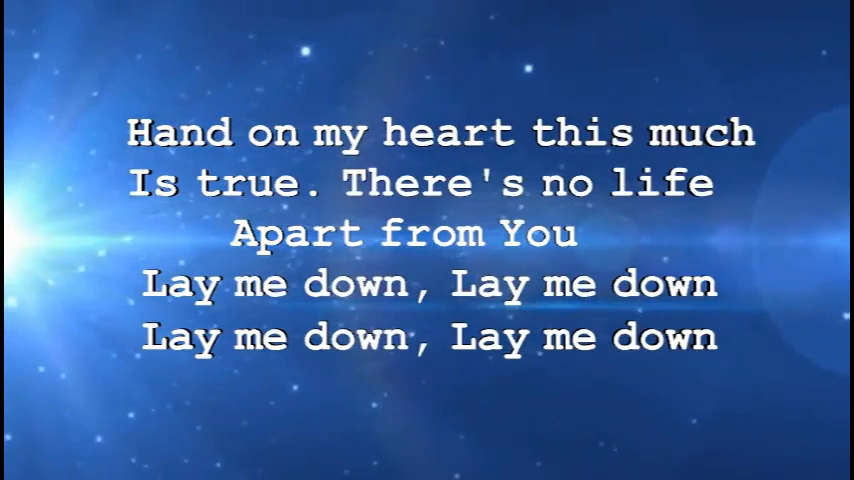 Hand on my heart this much
Is true. There's no life
Apart from You
Lay me down, Lay me down
Lay me down, Lay me down